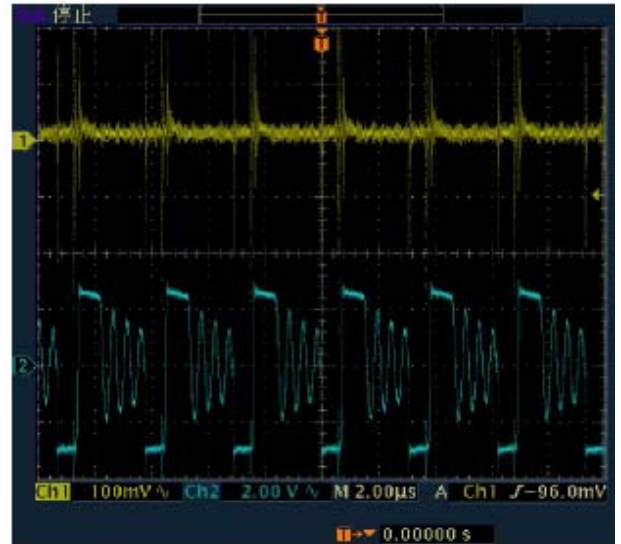 停止
T
T
1
2
Ch1 100mV ∿ Ch2 2.00 V ∿ M 2.00µs A Ch1 ƒ -96.0mV
T→▼ 0.00000 s